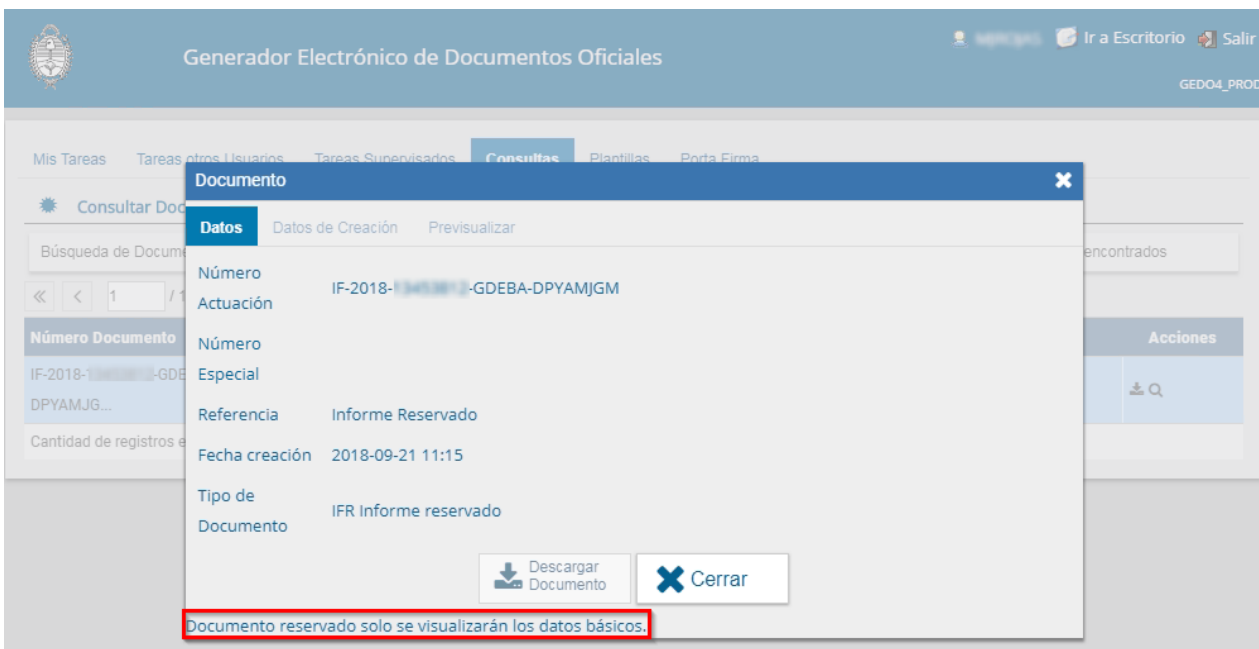 Generador Electrónico de Documentos Oficiales
Ir a Escritorio
Salir
GEDO4_PROD
Mis Tareas
Tareas otros Usuarios
Tareas Supervisados
Consultas
Plantillas
Porta Firma
Consultar Doc
Búsqueda de Docume
encontrados
1 / 1
Número Documento
Acciones
IF-2018- -GDE
DPYAMJG...
Cantidad de registros e
Documento
Datos
Datos de Creación
Previsualizar
Número
Actuación
IF-2018- -GDEBA-DPYAMJGM
Número
Especial
Referencia
Informe Reservado
Fecha creación
2018-09-21 11:15
Tipo de
Documento
IFR Informe reservado
Descargar
Documento
Cerrar
Documento reservado solo se visualizarán los datos básicos.